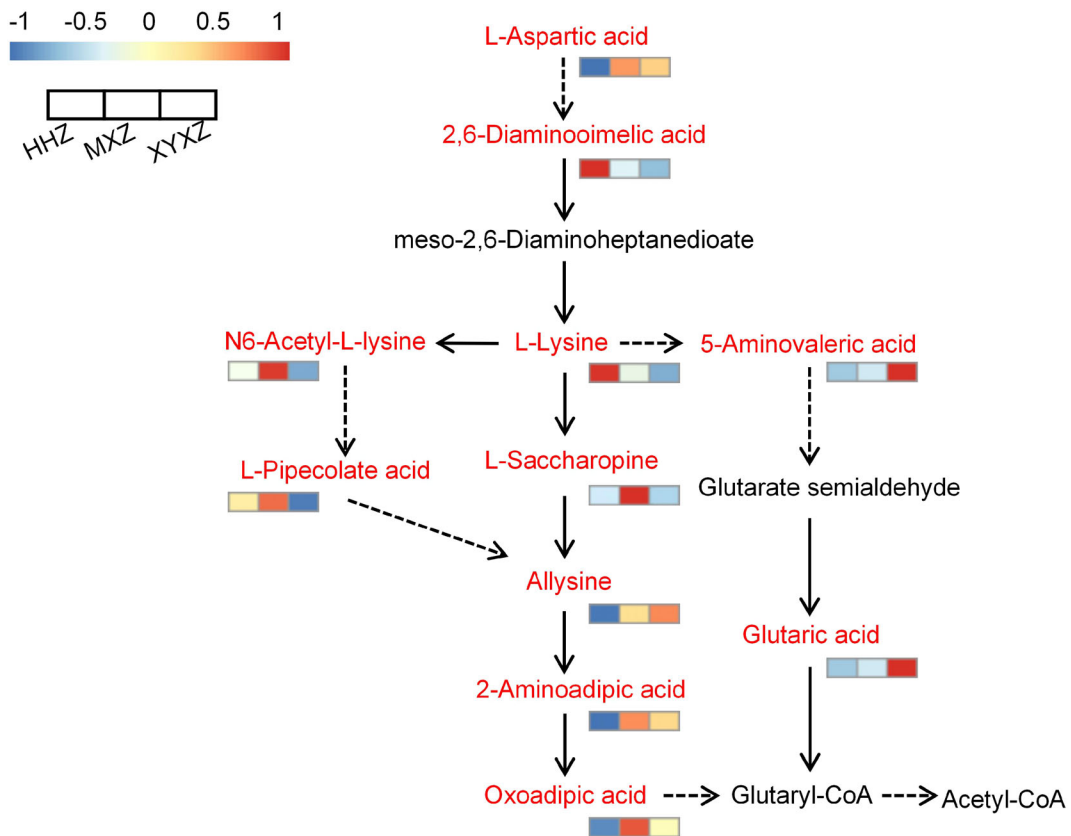 -1 -0.5 0 0.5 1
HHZ MXZ XYXZ
L-Aspartic acid
2,6-Diaminooimelic acid
meso-2,6-Diaminoheptanedioate
N6-Acetyl-L-lysine L-Lysine 5-Aminovaleric acid
L-Pipecolate acid L-Saccharopine Glutarate semialdehyde
Allysine
Glutaric acid
2-Aminoadipic acid
Oxoadipic acid Glutaryl-CoA Acetyl-CoA